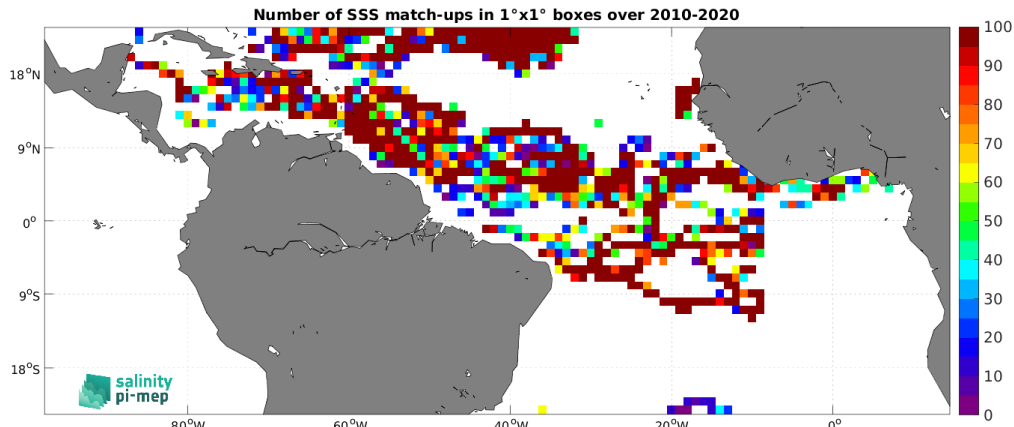 Number of SSS match-ups in 1°x1° boxes over 2010-2020
18°N
9°N
0°
9°S
18°S
80°W
60°W
40°W
20°W
0°
100
90
80
70
60
50
40
30
20
10
0
salinity
pi-mep